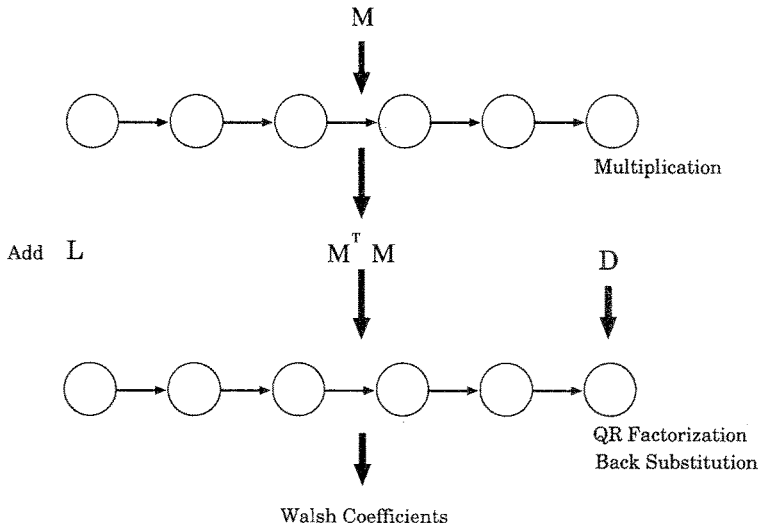 M
Multiplication
Add L M^T M D
QR Factorization
Back Substitution
Walsh Coefficients